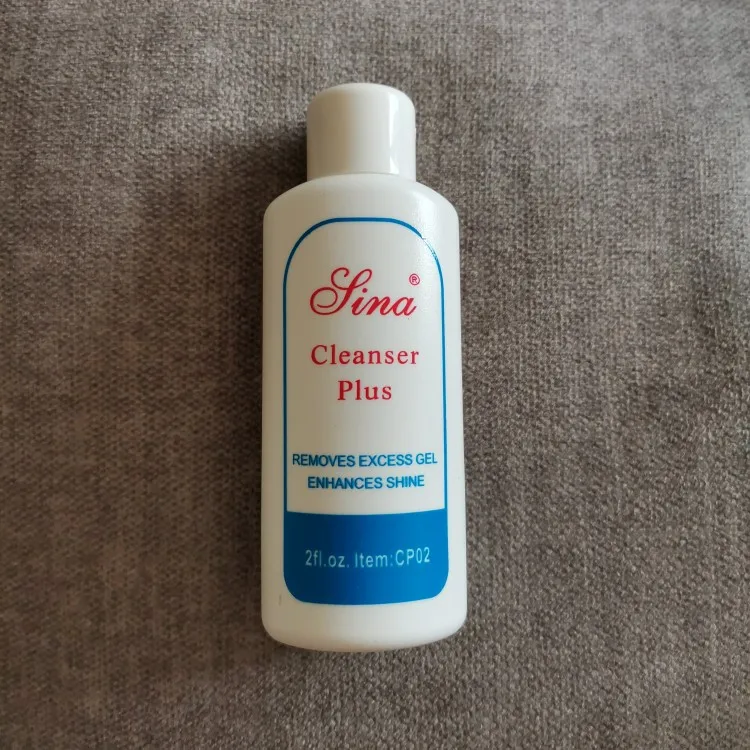 Sina®
Cleanser
Plus
REMOVES EXCESS GEL
ENHANCES SHINE
2fl.oz. Item:CP02